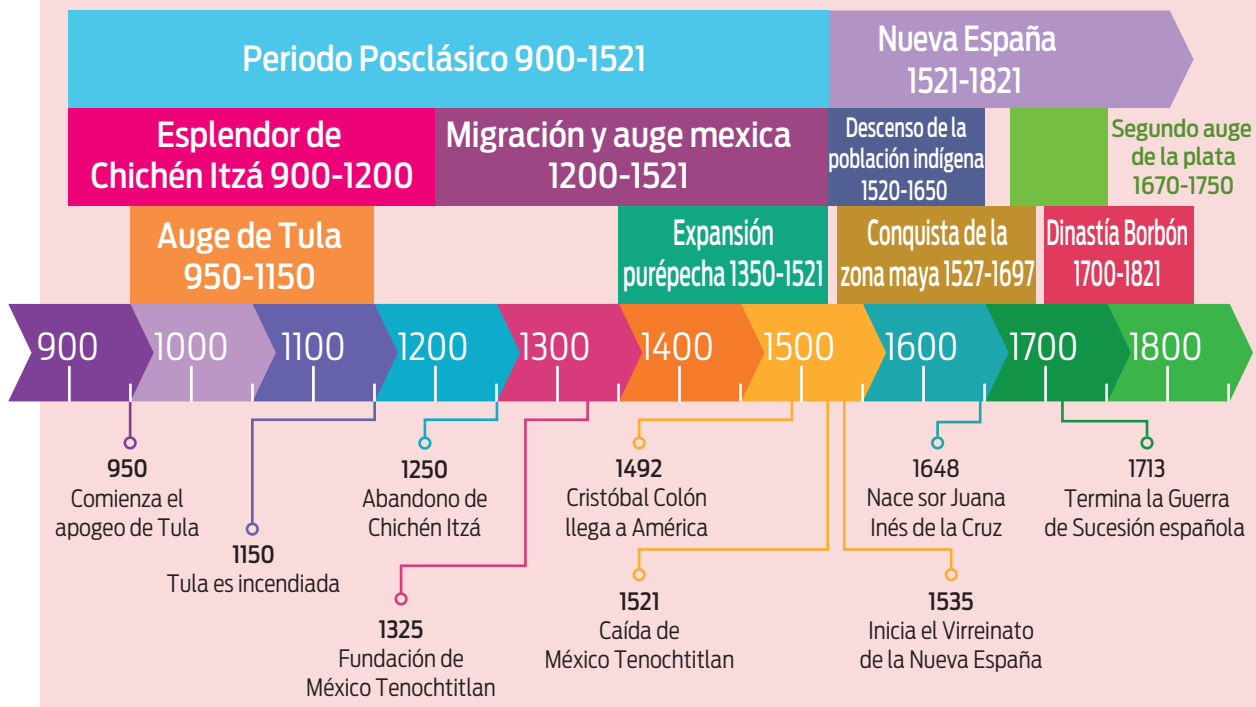 Periodo Posclásico 900-1521
Nueva España
1521-1821
Esplendor de
Chichén Itzá 900-1200
Migración y auge mexica
1200-1521
Descenso de la
población indígena
1520-1650
Segundo auge
de la plata
1670-1750
Auge de Tula
950-1150
Expansión
purépecha 1350-1521
Conquista de la
zona maya 1527-1697
Dinastía Borbón
1700-1821
900 1000 1100 1200 1300 1400 1500 1600 1700 1800
950
Comienza el
apogeo de Tula
1150
Tula es incendiada
1250
Abandono de
Chichén Itzá
1325
Fundación de
México Tenochtitlan
1492
Cristóbal Colón
llega a América
1521
Caída de
México Tenochtitlan
1535
Inicia el Virreinato
de la Nueva España
1648
Nace sor Juana
Inés de la Cruz
1713
Termina la Guerra
de Sucesión española